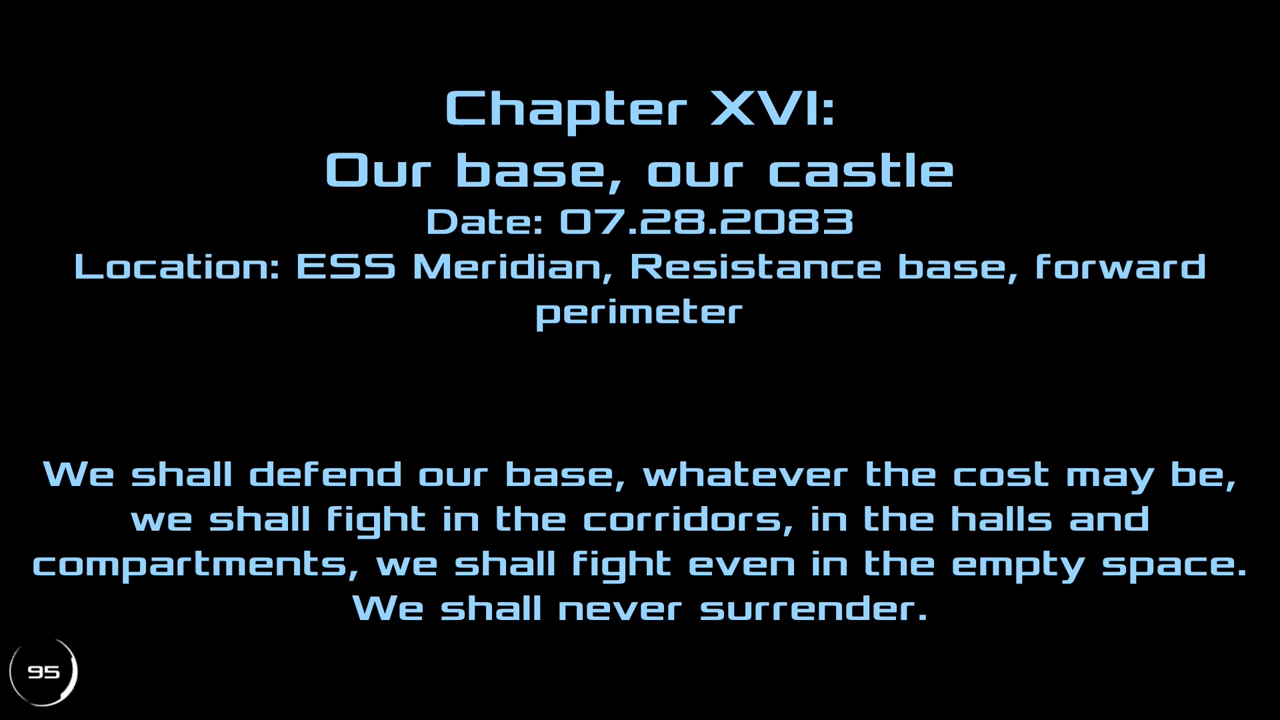 Chapter XVI:
Our base, our castle
Date: 07.28.2083
Location: ESS Meridian, Resistance base, forward
perimeter
We shall defend our base, whatever the cost may be,
we shall fight in the corridors, in the halls and
compartments, we shall fight even in the empty space.
We shall never surrender.
95